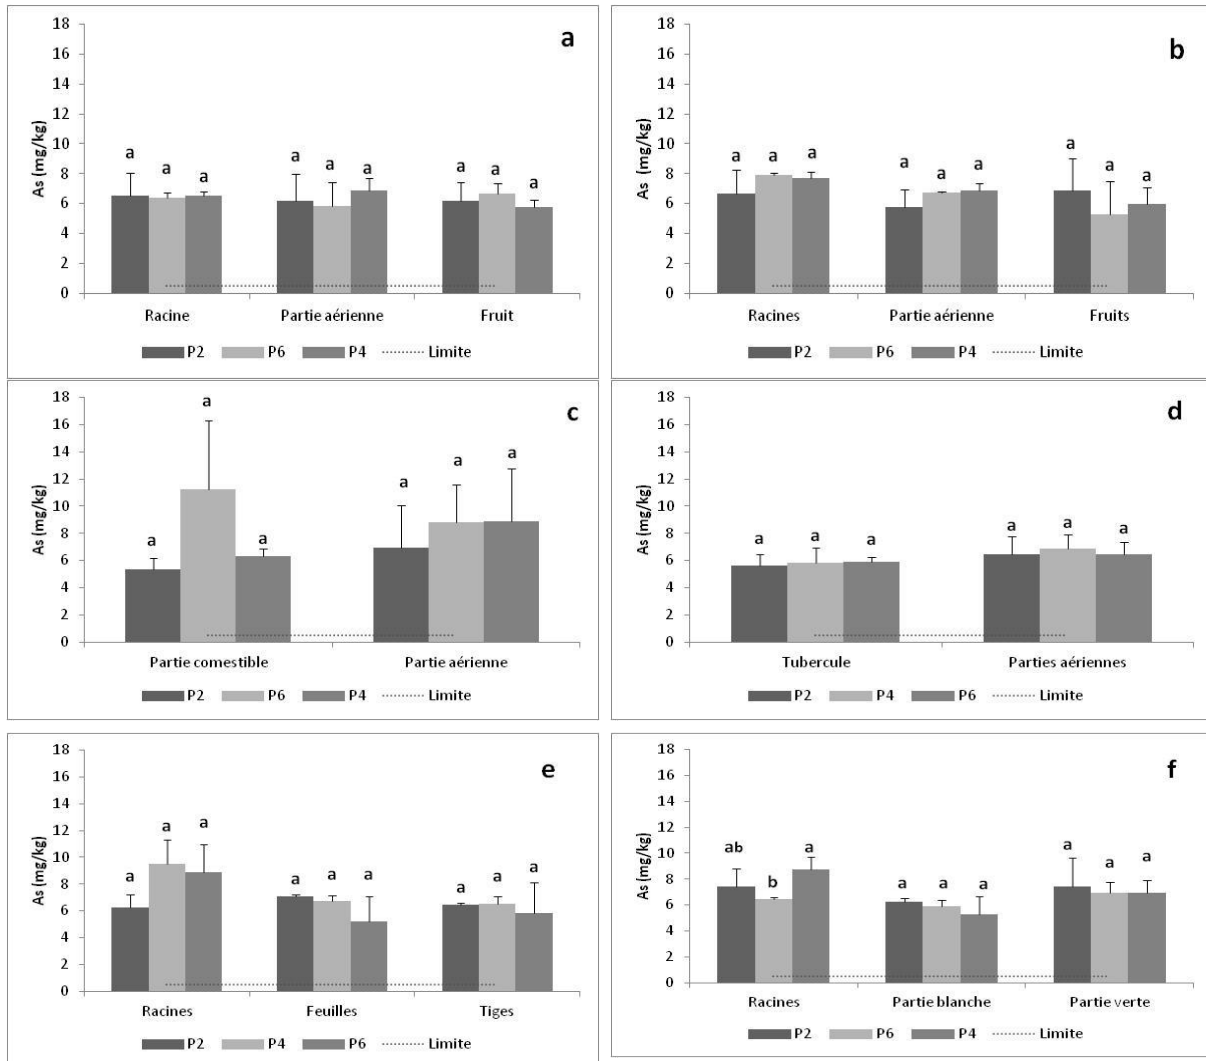 a
As (mg/kg)
18
16
14
12
10
8
6
4
2
0
a a a a a a a a a
Racine Partie aérienne Fruit
P2 P6 P4 Limite
b
As (mg/kg)
18
16
14
12
10
8
6
4
2
0
a a a a a a a a a
Racines Partie aérienne Fruits
P2 P6 P4 Limite
c
As (mg/kg)
18
16
14
12
10
8
6
4
2
0
a a a a a a
Partie comestible Partie aérienne
P2 P6 P4 Limite
d
As (mg/kg)
18
16
14
12
10
8
6
4
2
0
a a a a a a
Tubercule Parties aériennes
P2 P4 P6 Limite
e
As (mg/kg)
18
16
14
12
10
8
6
4
2
0
a a a a a a a a a
Racines Feuilles Tiges
P2 P4 P6 Limite
f
As (mg/kg)
18
16
14
12
10
8
6
4
2
0
ab b a a a a a a a
Racines Partie blanche Partie verte
P2 P6 P4 Limite